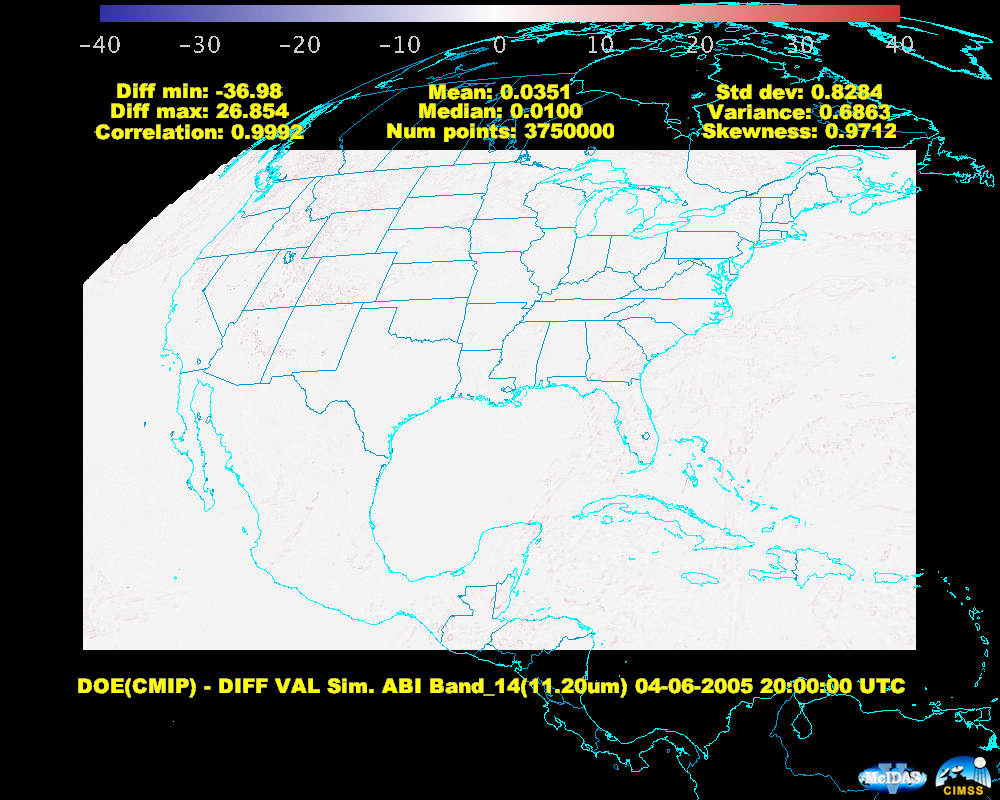 -40 -30 -20 -10 0 10 20 30 40
Diff min: -36.98 Mean: 0.0351 Std dev: 0.8284
Diff max: 26.854 Median: 0.0100 Variance: 0.6863
Correlation: 0.9992 Num points: 3750000 Skewness: 0.9712
DOE(CMIP) - DIFF VAL Sim. ABI Band_14(11.20um) 04-06-2005 20:00:00 UTC
McIDAS V
CIMSS